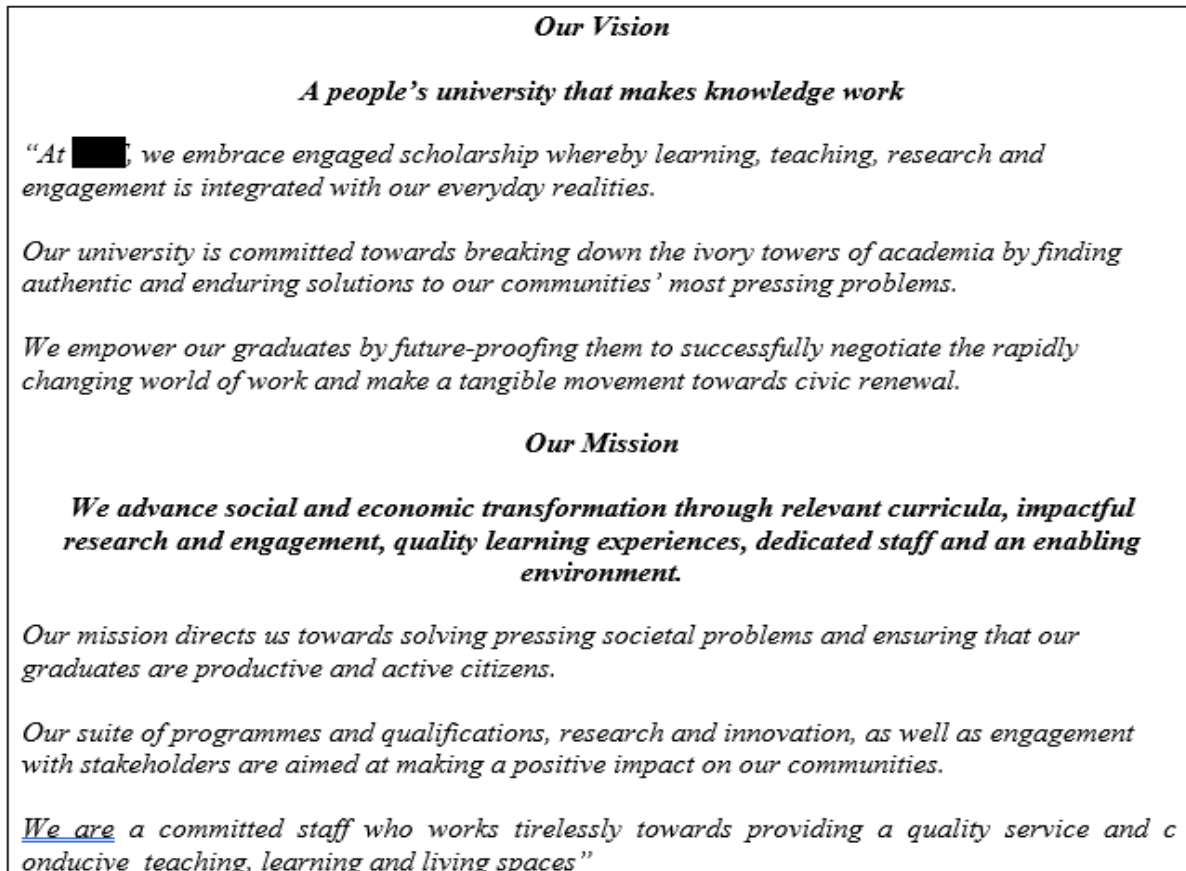 Our Vision
A people’s university that makes knowledge work
“At , we embrace engaged scholarship whereby learning, teaching, research and
engagement is integrated with our everyday realities.
Our university is committed towards breaking down the ivory towers of academia by finding
authentic and enduring solutions to our communities’ most pressing problems.
We empower our graduates by future-proofing them to successfully negotiate the rapidly
changing world of work and make a tangible movement towards civic renewal.
Our Mission
We advance social and economic transformation through relevant curricula, impactful
research and engagement, quality learning experiences, dedicated staff and an enabling
environment.
Our mission directs us towards solving pressing societal problems and ensuring that our
graduates are productive and active citizens.
Our suite of programmes and qualifications, research and innovation, as well as engagement
with stakeholders are aimed at making a positive impact on our communities.
We are a committed staff who works tirelessly towards providing a quality service and c
onducive teaching, learning and living spaces”